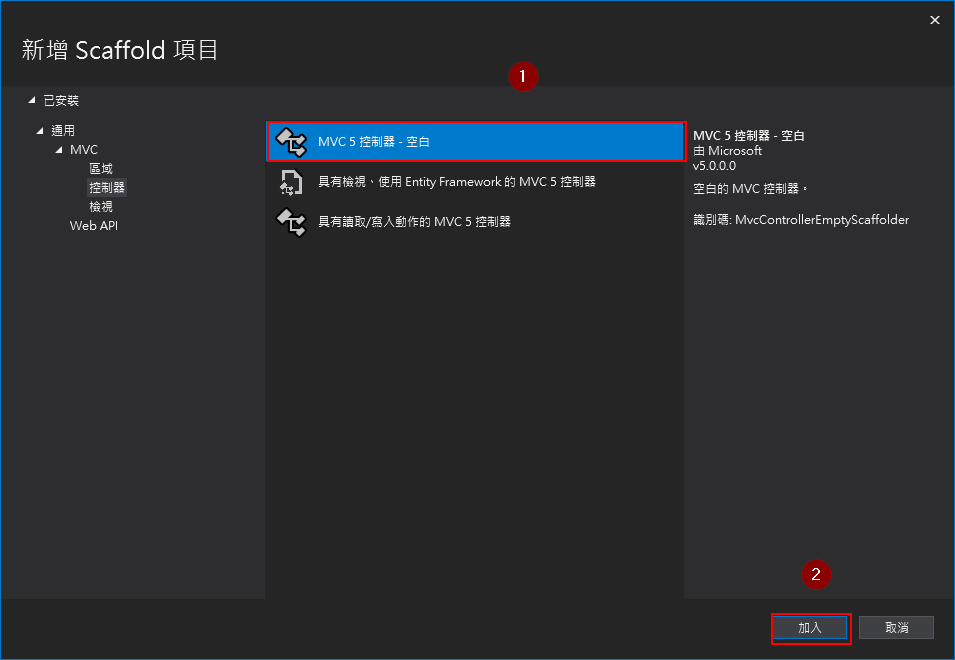 新增 Scaffold 項目
1
已安裝
通用
MVC
區域
控制器
檢視
Web API
MVC 5 控制器 - 空白
具有檢視、使用 Entity Framework 的 MVC 5 控制器
具有讀取/寫入動作的 MVC 5 控制器
MVC 5 控制器 - 空白
由 Microsoft
v5.0.0.0
空白的 MVC 控制器。
識別碼: MvcControllerEmptyScaffolder
2
加入
取消